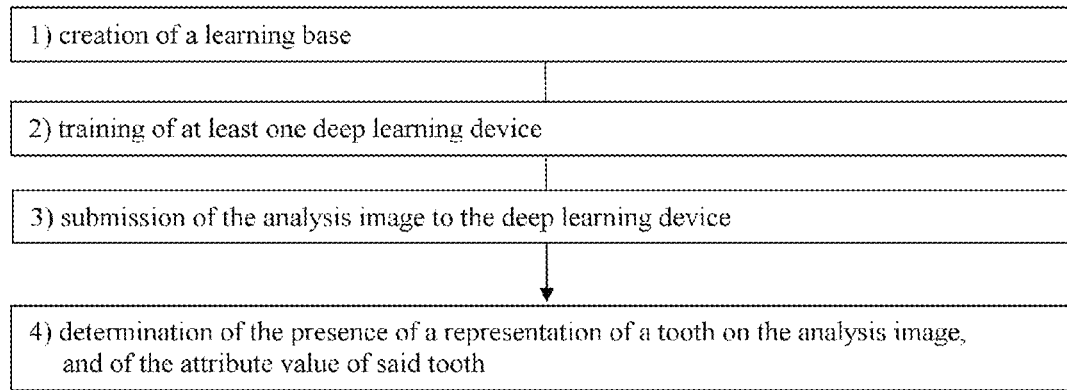 1) creation of a learning base
2) training of at least one deep learning device
3) submission of the analysis image to the deep learning device
4) determination of the presence of a representation of a tooth on the analysis image,
and of the attribute value of said tooth